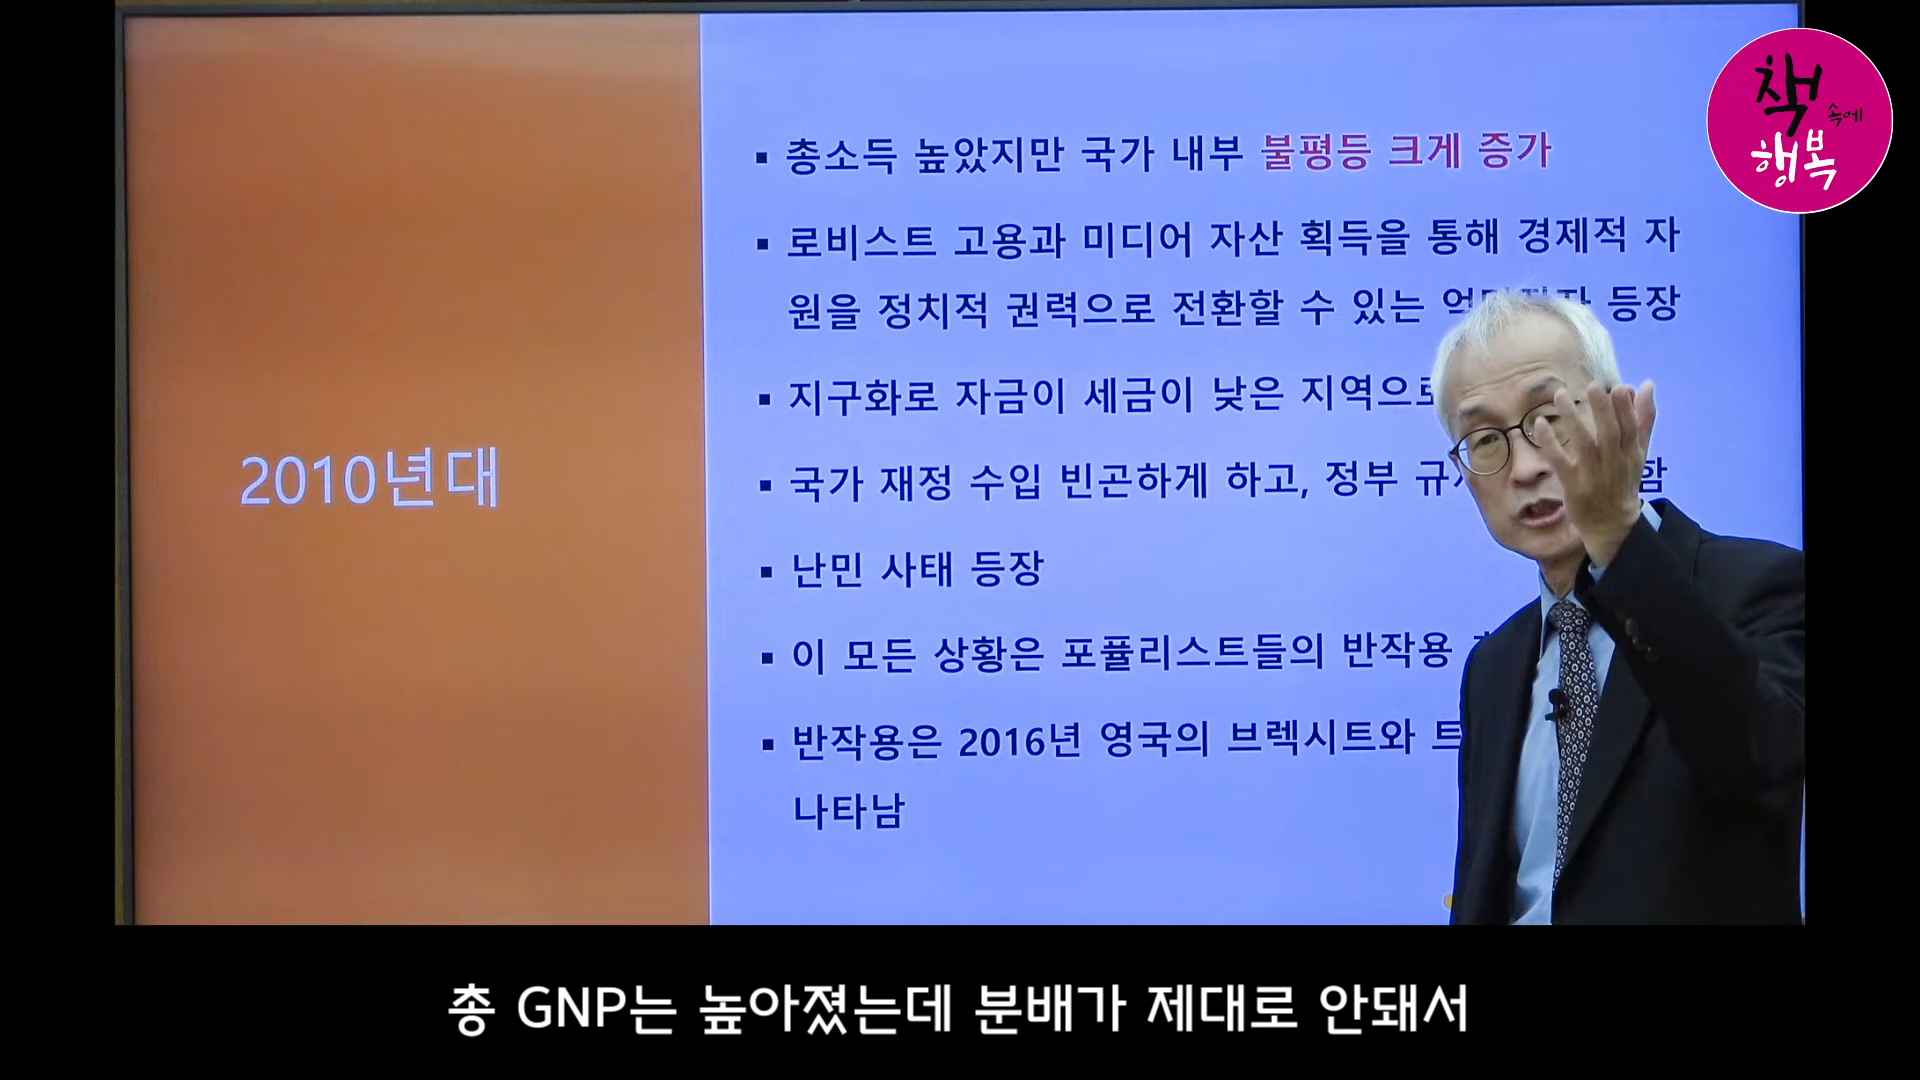 책
속에
행복
▪ 총소득 높았지만 국가 내부 불평등 크게 증가
▪ 로비스트 고용과 미디어 자산 획득을 통해 경제적 자
원을 정치적 권력으로 전환할 수 있는 등장
▪ 지구화로 자금이 세금이 낮은 지역으로
▪ 국가 재정 수입 빈곤하게 하고, 정부
▪ 난민 사태 등장
▪ 이 모든 상황은 포퓰리스트들의 반작용
▪ 반작용은 2016년 영국의 브렉시트와
나타남
2010년대
총 GNP는 높아졌는데 분배가 제대로 안돼서